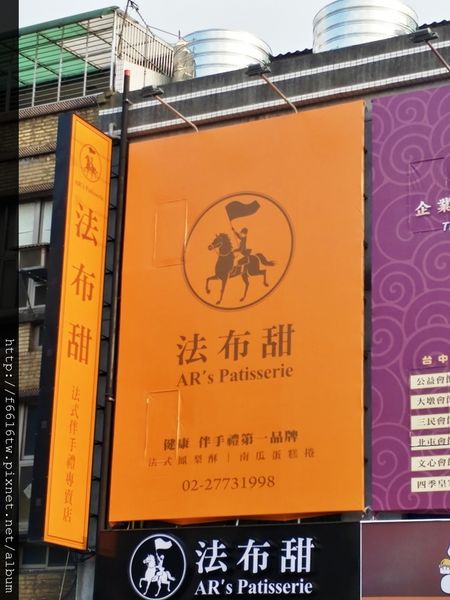 AR's Patisserie
法布甜
法式伴手禮專賣店
法布甜
AR's Patisserie
健康 伴手禮第一品牌
法式鳳梨酥｜南瓜蛋糕捲
02-27731998
法布甜
AR's Patisserie
企業
台中
公益會館
大墩會
三民會
北屯會
文心會
四季皇
http://f6616tw.pixnet.net/album